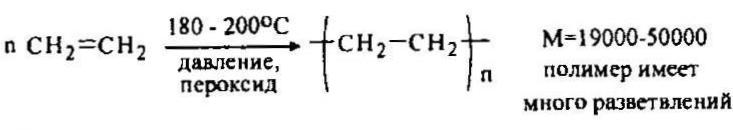 n CH₂=CH₂ 180 - 200°C давление, пероксид (CH₂-CH₂)n M=19000-50000
полимер имеет
много разветвлений